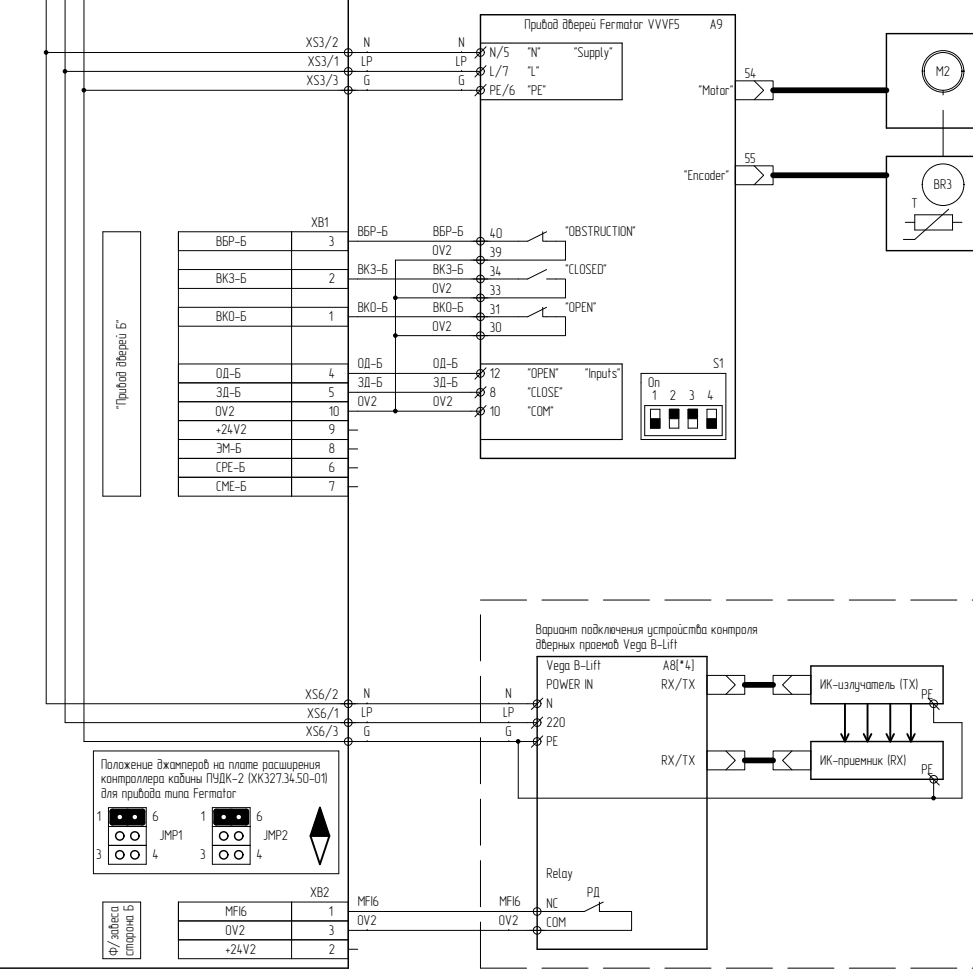 Привод дверей Fermator VVVF5 A9
XS3/2 N N N/5 "N" "Supply"
XS3/1 LP LP L/7 "L"
XS3/3 G G PE/6 "PE"
"Motor" 54 M2
"Encoder" 55 BR3
T
"Привод дверей Б"
XB1
ВБР-Б 3 ВБР-Б ВБР-Б 40 "OBSTRUCTION"
0V2 39
ВКЗ-Б 2 ВКЗ-Б ВКЗ-Б 34 "CLOSED"
0V2 33
ВКО-Б 1 ВКО-Б ВКО-Б 31 "OPEN"
0V2 30
ОД-Б 4 ОД-Б ОД-Б 12 "OPEN" "Inputs"
ЗД-Б 5 ЗД-Б ЗД-Б 8 "CLOSE"
0V2 10 0V2 0V2 10 "COM"
+24V2 9
ЭМ-Б 8
СРЕ-Б 6
СМЕ-Б 7
S1
On
1 2 3 4
Вариант подключения устройства контроля
дверных проемов Vega B-Lift
Vega B-Lift A8[*4]
POWER IN RX/TX
XS6/2 N N N
XS6/1 LP LP 220
XS6/3 G G PE
RX/TX
ИК-излучатель (TX) PE
ИК-приемник (RX) PE
Положение джамперов на плате расширения
контроллера кабины ПУДК-2 (ХК327.34.50-01)
для привода типа Fermator
1 6 1 6
JMP1 JMP2
3 4 3 4
Relay
РД
Ф/завеса
сторона Б
XB2
MFI6 1 MFI6 MFI6 NC
0V2 3 0V2 0V2 COM
+24V2 2